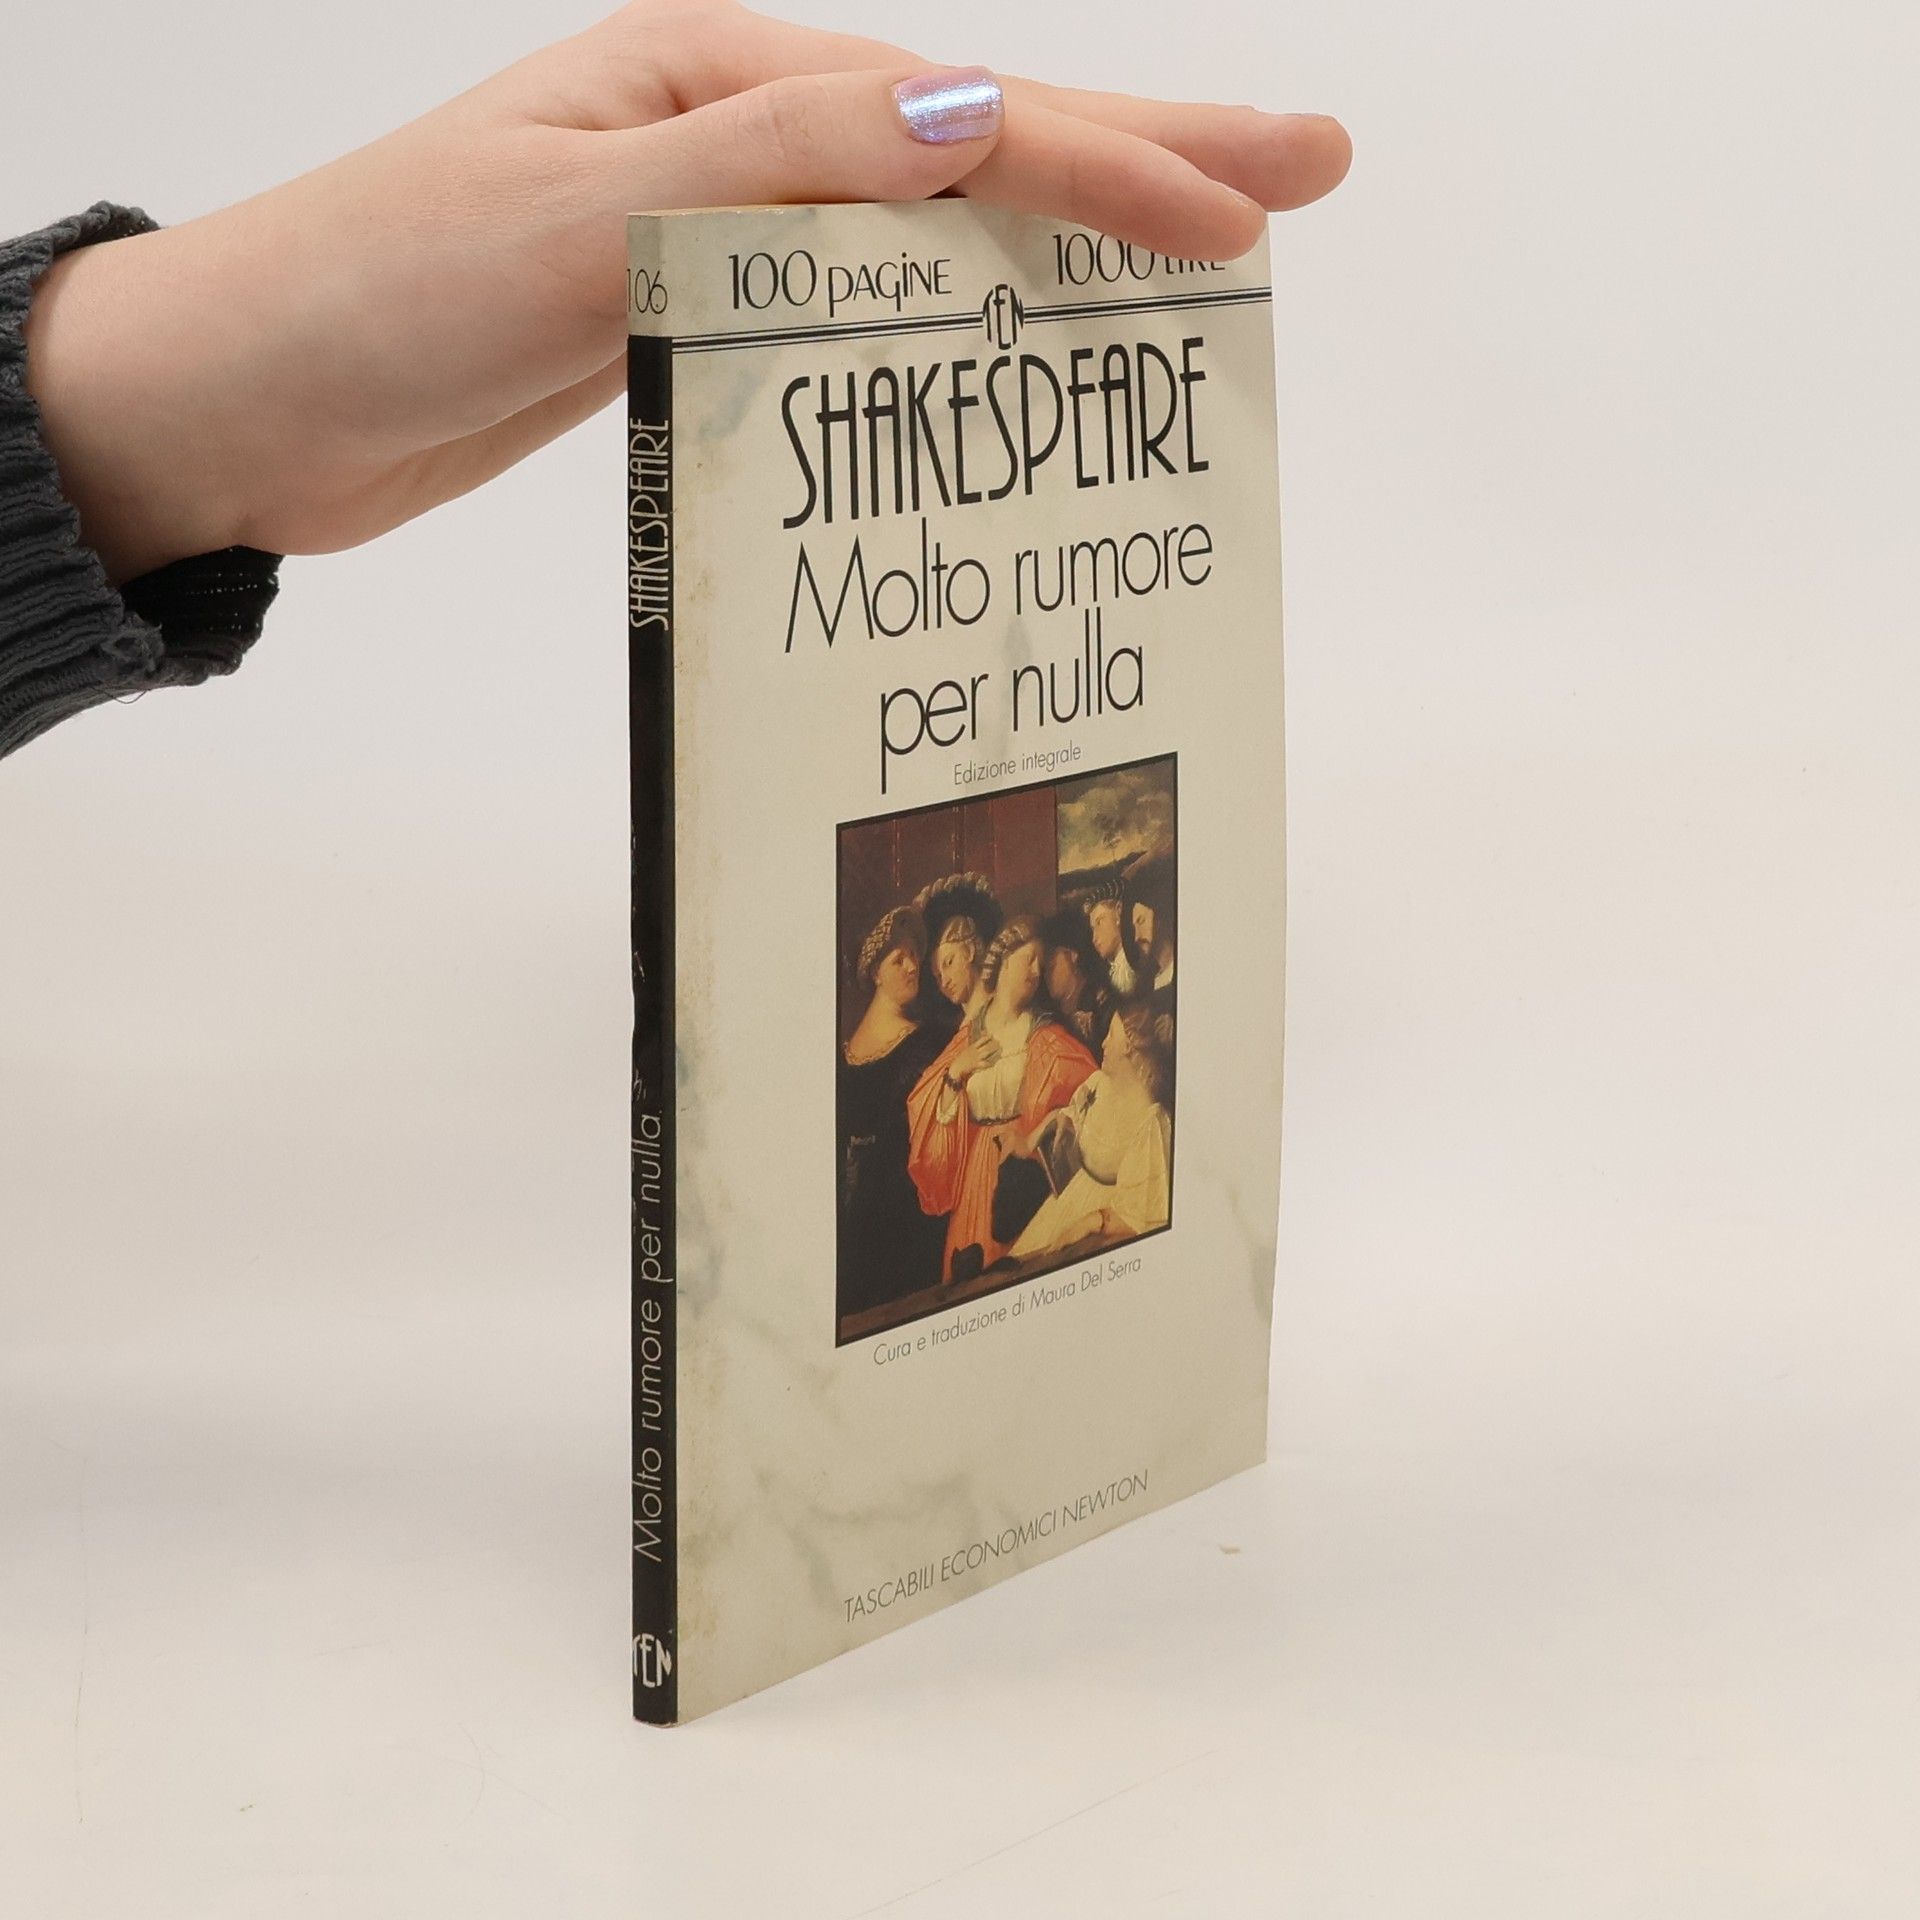 106
100 PAGINE
1000 LIRE
TEN
SHAKESPEARE
Molto rumore
per nulla
Edizione integrale
Cura e traduzione di Maura Del Serra
TASCABILI ECONOMICI NEWTON
SHAKESPEARE
Molto rumore per nulla
TEN